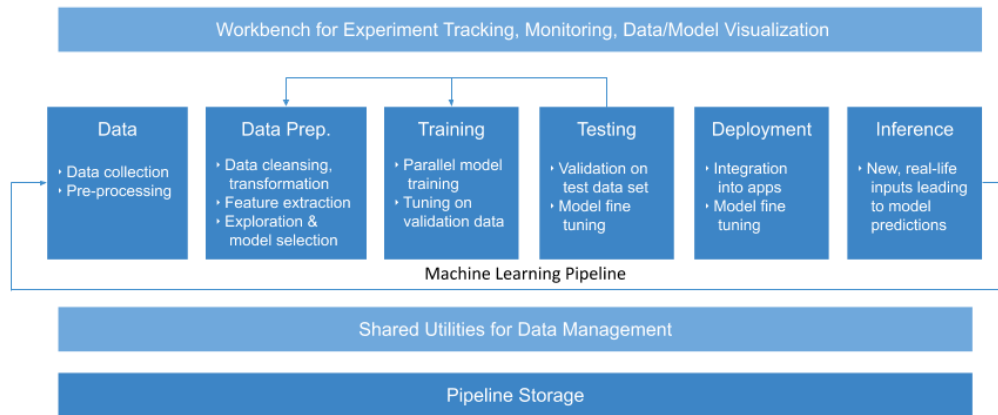 Workbench for Experiment Tracking, Monitoring, Data/Model Visualization
Data
‣ Data collection
‣ Pre-processing
Data Prep.
‣ Data cleansing,
transformation
‣ Feature extraction
‣ Exploration &
model selection
Training
‣ Parallel model
training
‣ Tuning on
validation data
Testing
‣ Validation on
test data set
‣ Model fine
tuning
Deployment
‣ Integration
into apps
‣ Model fine
tuning
Inference
‣ New, real-life
inputs leading
to model
predictions
Machine Learning Pipeline
Shared Utilities for Data Management
Pipeline Storage